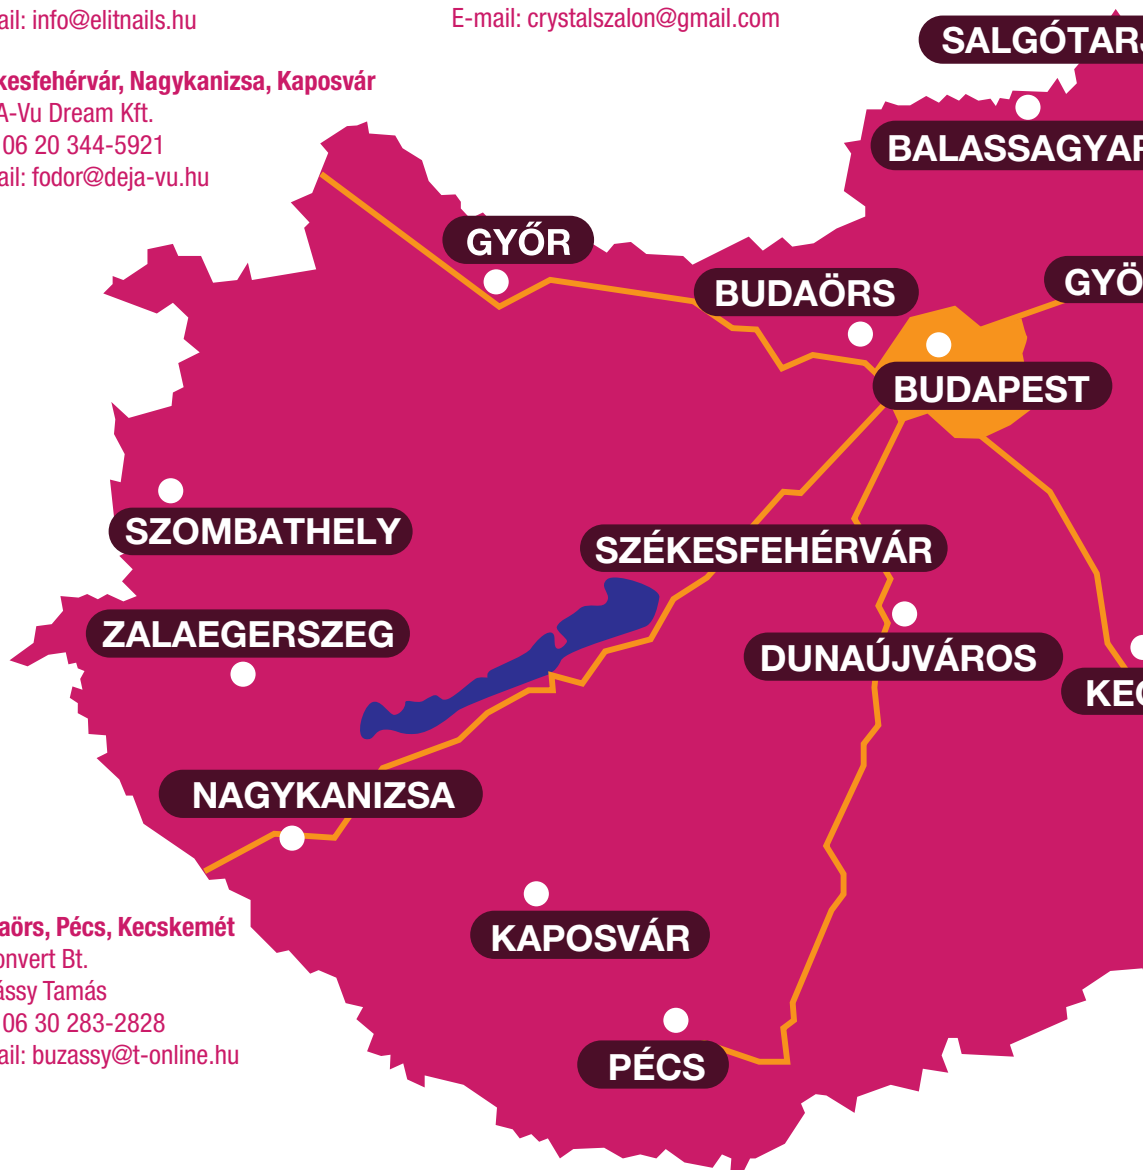 ail: info@elitnails.hu
E-mail: crystalszalon@gmail.com
kesfehérvár, Nagykanizsa, Kaposvár
A-Vu Dream Kft.
06 20 344-5921
ail: fodor@deja-vu.hu
SALGÓTARJ
BALASSAGYAR
GYŐR
BUDAÖRS
GYÖ
BUDAPEST
SZOMBATHELY
SZÉKESFEHÉRVÁR
ZALAEGERSZEG
DUNAÚJVÁROS
KEC
NAGYKANIZSA
KAPOSVÁR
PÉCS
aörs, Pécs, Kecskemét
onvert Bt.
ássy Tamás
06 30 283-2828
ail: buzassy@t-online.hu